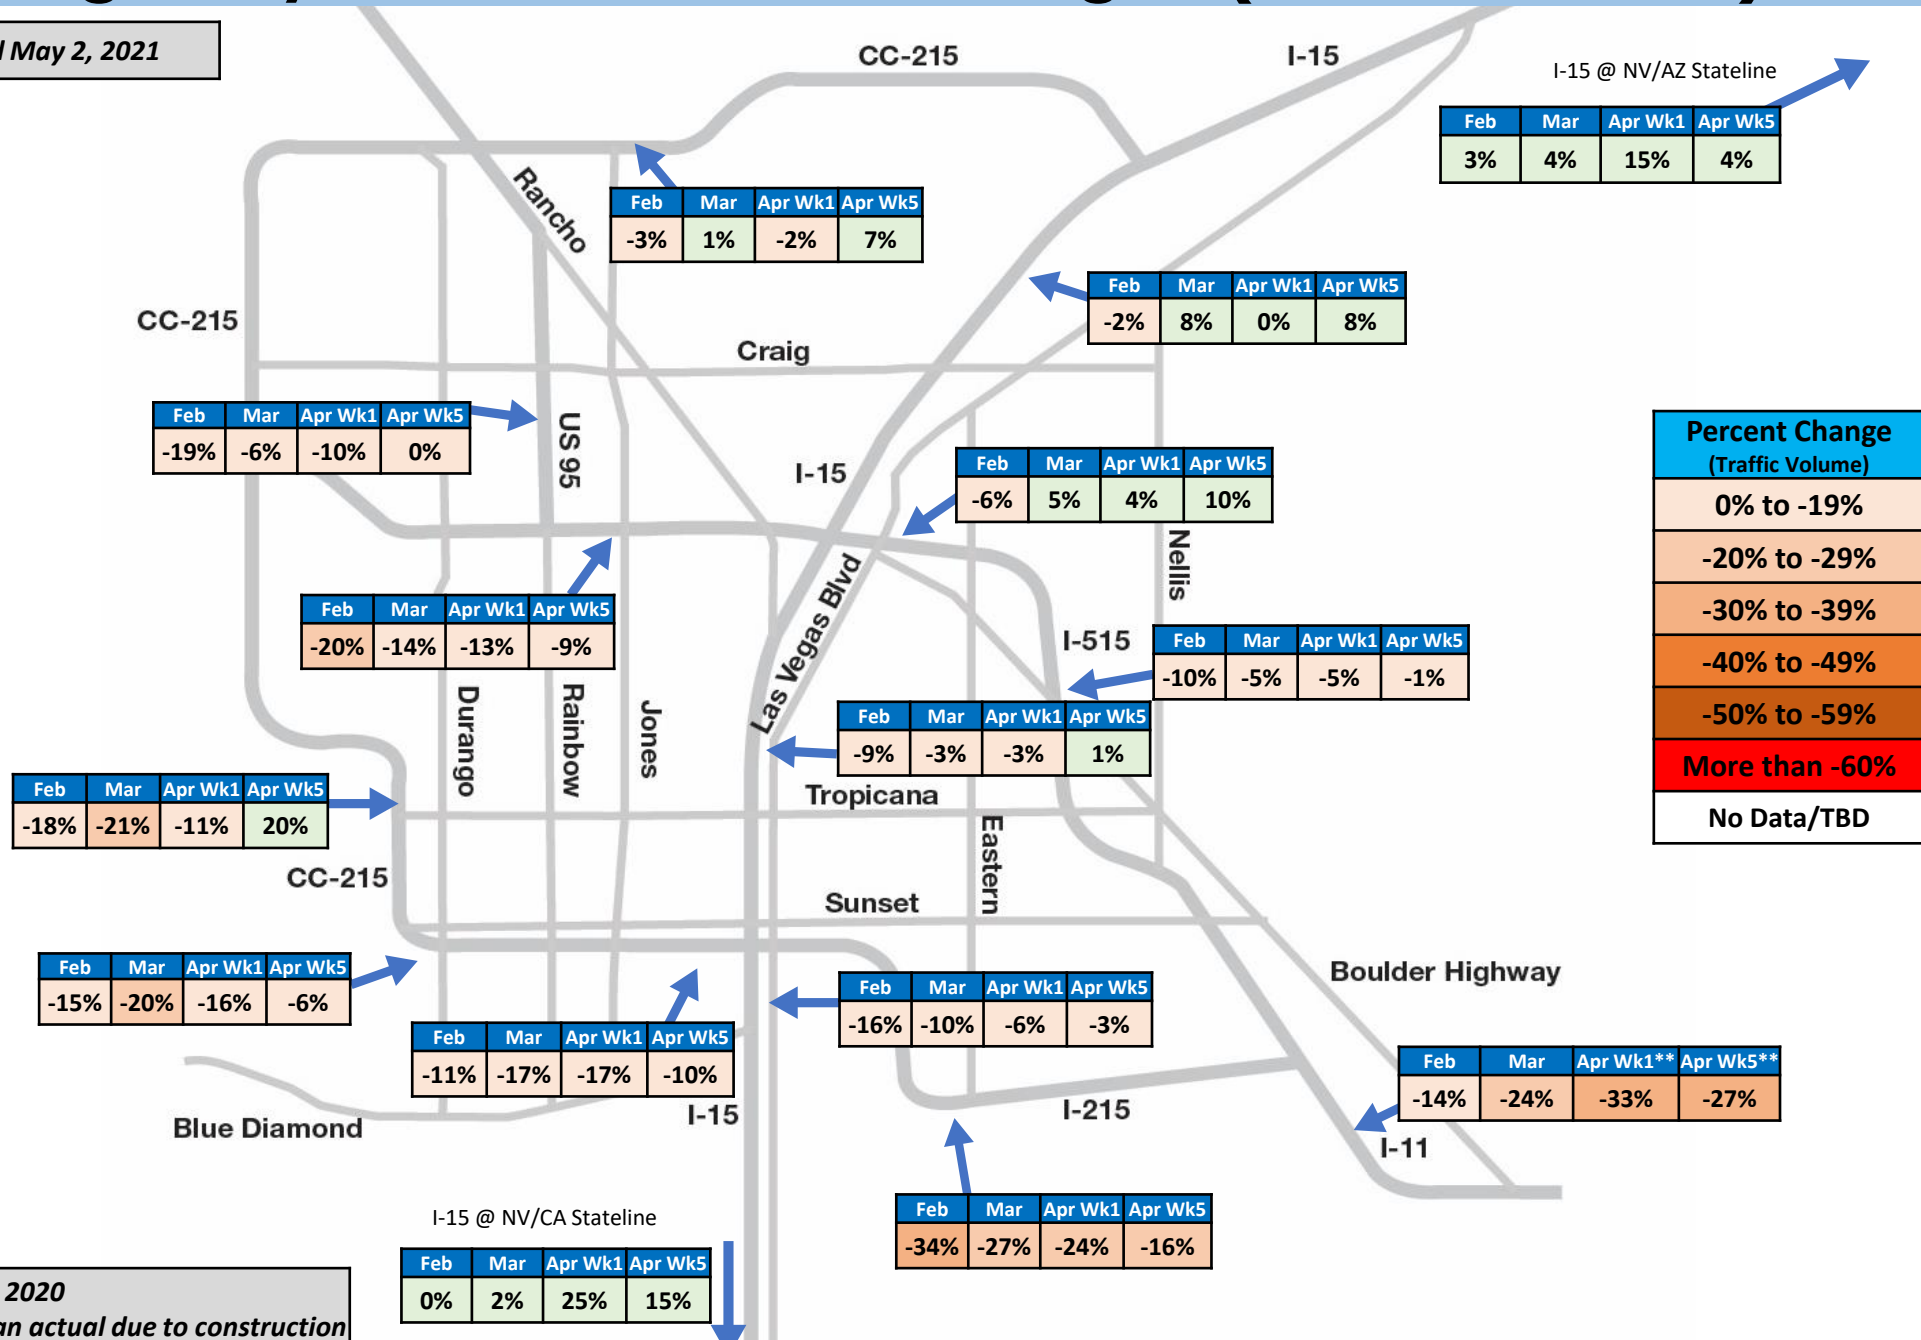 May 2, 2021
CC-215
I-15
I-15 @ NV/AZ Stateline
Feb Mar Apr Wk1 Apr Wk5
3% 4% 15% 4%
Rancho
Feb Mar Apr Wk1 Apr Wk5
-3% 1% -2% 7%
Feb Mar Apr Wk1 Apr Wk5
-2% 8% 0% 8%
CC-215
Craig
Feb Mar Apr Wk1 Apr Wk5
-19% -6% -10% 0%
US 95
I-15
Feb Mar Apr Wk1 Apr Wk5
-6% 5% 4% 10%
Percent Change
(Traffic Volume)
0% to -19%
-20% to -29%
-30% to -39%
-40% to -49%
-50% to -59%
More than -60%
No Data/TBD
Nellis
Las Vegas Blvd
Feb Mar Apr Wk1 Apr Wk5
-20% -14% -13% -9%
I-515
Feb Mar Apr Wk1 Apr Wk5
-10% -5% -5% -1%
Durango
Rainbow
Jones
Feb Mar Apr Wk1 Apr Wk5
-9% -3% -3% 1%
Tropicana
Feb Mar Apr Wk1 Apr Wk5
-18% -21% -11% 20%
CC-215
Eastern
Sunset
Feb Mar Apr Wk1 Apr Wk5
-15% -20% -16% -6%
Boulder Highway
Feb Mar Apr Wk1 Apr Wk5
-16% -10% -6% -3%
Feb Mar Apr Wk1 Apr Wk5
-11% -17% -17% -10%
Feb Mar Apr Wk1** Apr Wk5**
-14% -24% -33% -27%
I-15
I-215
Blue Diamond
I-11
Feb Mar Apr Wk1 Apr Wk5
-34% -27% -24% -16%
I-15 @ NV/CA Stateline
Feb Mar Apr Wk1 Apr Wk5
0% 2% 25% 15%
2020
actual due to construction